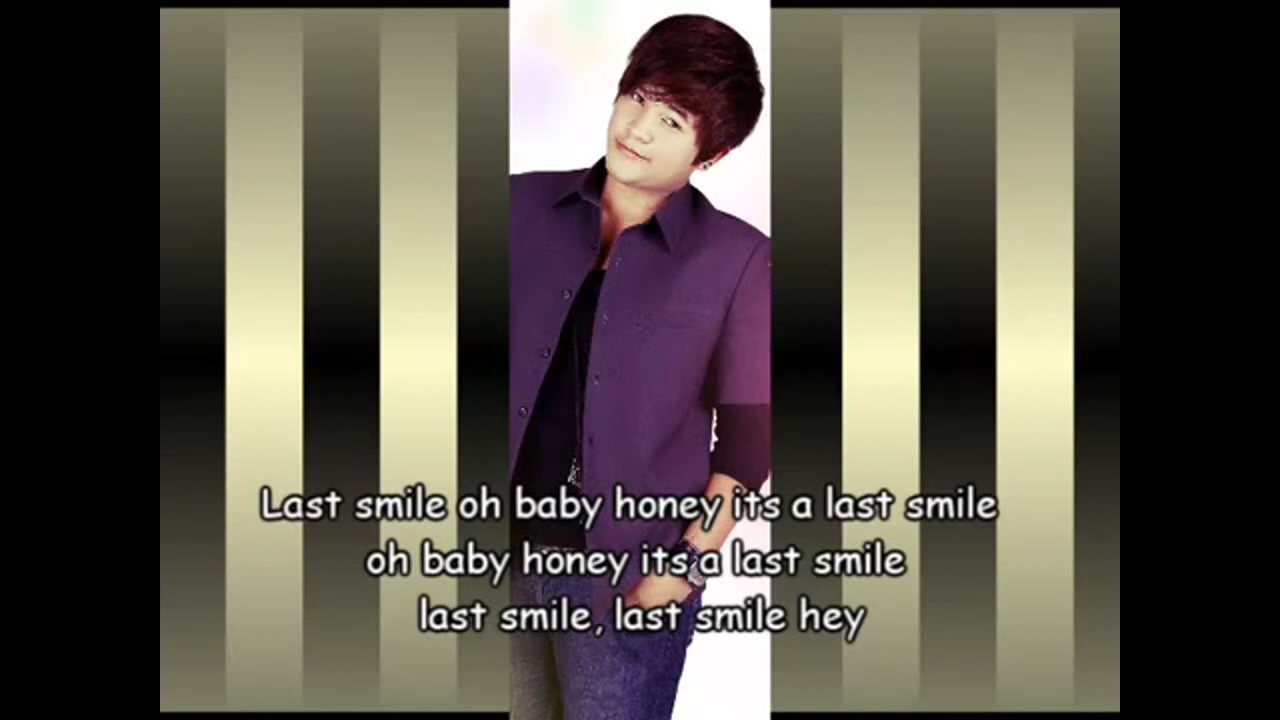 Last smile oh baby honey its a last smile
oh baby honey its a last smile
last smile, last smile hey